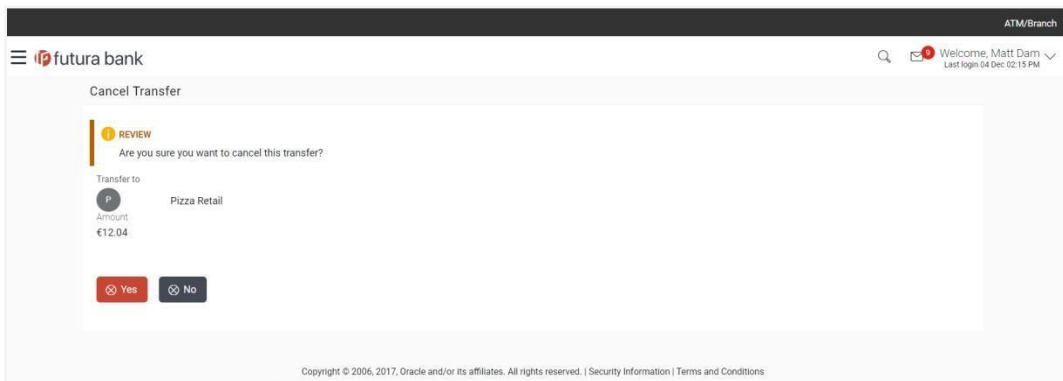 ATM/Branch
futura bank
9
Welcome, Matt Dam
Last login 04 Dec 02:15 PM
Cancel Transfer
i REVIEW
Are you sure you want to cancel this transfer?
Transfer to
P Pizza Retail
Amount
€12.04
Yes No
Copyright © 2006, 2017, Oracle and/or its affiliates. All rights reserved. | Security Information | Terms and Conditions